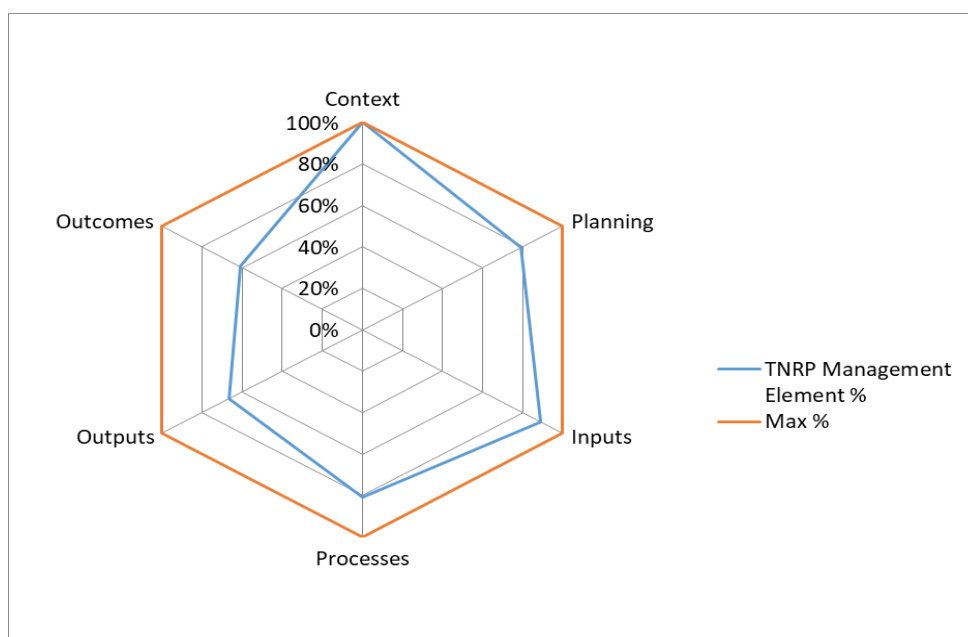 Context
100%
80%
60%
40%
20%
0%
Outcomes
Planning
Outputs
Inputs
Processes
TNRP Management
Element %
Max %